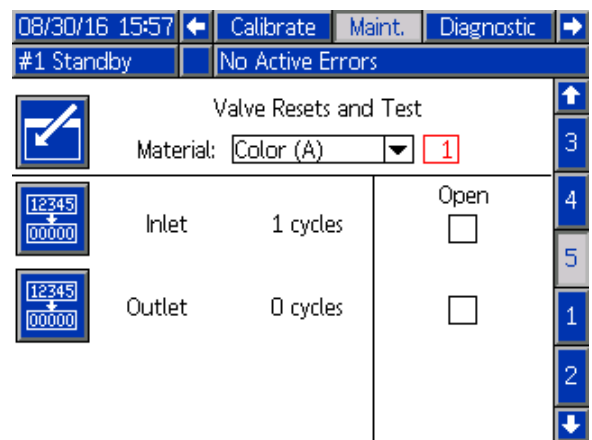 08/30/16 15:57 Calibrate Maint. Diagnostic
#1 Standby No Active Errors
Valve Resets and Test
Material: Color (A) 1
3
12345
00000
Inlet 1 cycles Open
4
5
12345
00000
Outlet 0 cycles
1
2